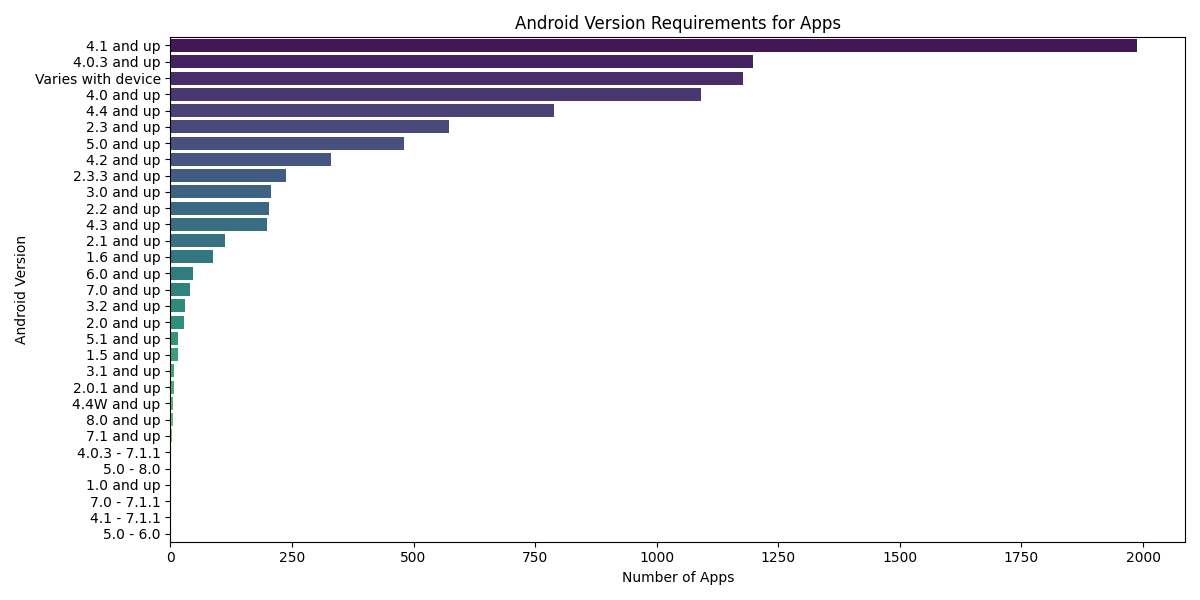 Android Version Requirements for Apps
4.1 and up
4.0.3 and up
Varies with device
4.0 and up
4.4 and up
2.3 and up
5.0 and up
4.2 and up
2.3.3 and up
3.0 and up
2.2 and up
4.3 and up
2.1 and up
1.6 and up
6.0 and up
7.0 and up
3.2 and up
2.0 and up
5.1 and up
1.5 and up
3.1 and up
2.0.1 and up
4.4W and up
8.0 and up
7.1 and up
4.0.3 - 7.1.1
5.0 - 8.0
1.0 and up
7.0 - 7.1.1
4.1 - 7.1.1
5.0 - 6.0
Android Version
0 250 500 750 1000 1250 1500 1750 2000
Number of Apps